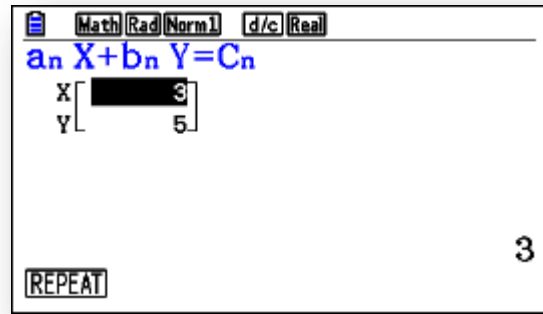 Math Rad Norm1 d/c Real
an X+bn Y=Cn
X 3
Y 5
3
REPEAT